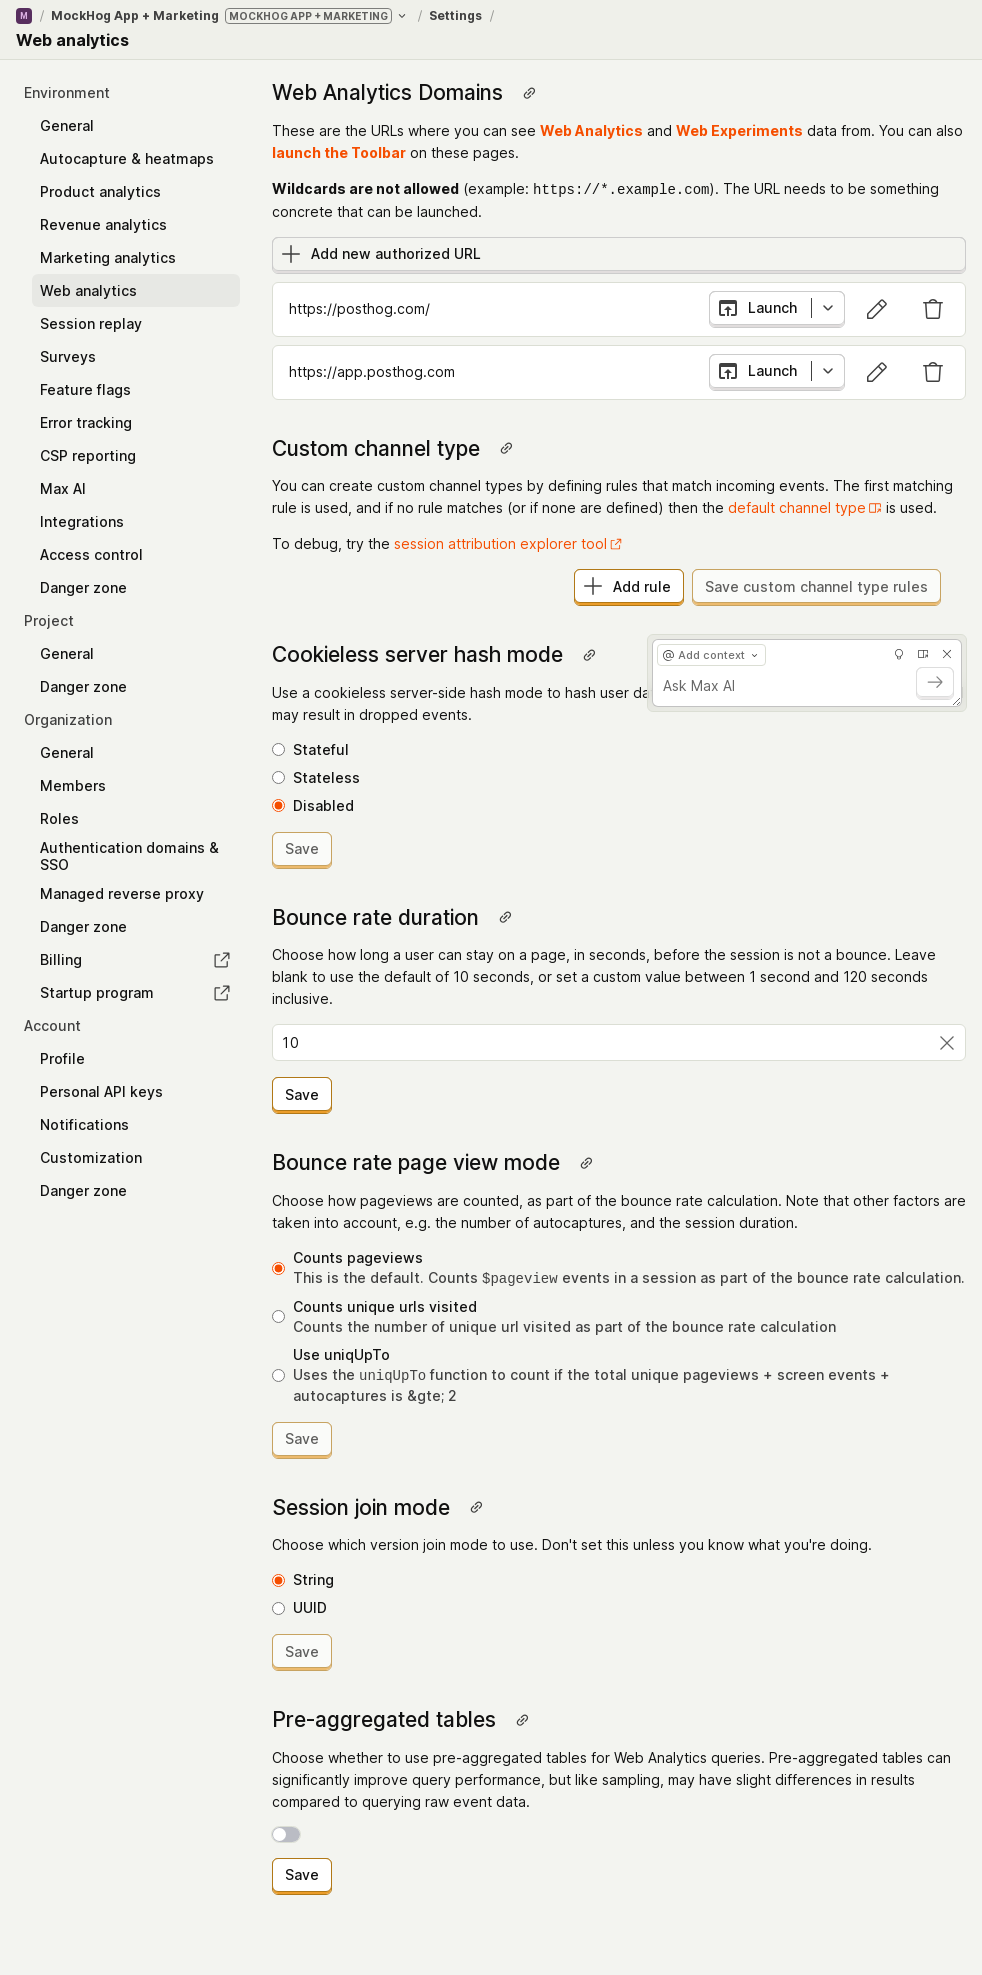 M / MockHog App + Marketing MOCKHOG APP + MARKETING / Settings /
Web analytics
Environment
General
Autocapture & heatmaps
Product analytics
Revenue analytics
Marketing analytics
Web analytics
Session replay
Surveys
Feature flags
Error tracking
CSP reporting
Max AI
Integrations
Access control
Danger zone
Project
General
Danger zone
Organization
General
Members
Roles
Authentication domains &
SSO
Managed reverse proxy
Danger zone
Billing
Startup program
Account
Profile
Personal API keys
Notifications
Customization
Danger zone
Web Analytics Domains
These are the URLs where you can see Web Analytics and Web Experiments data from. You can also
launch the Toolbar on these pages.
Wildcards are not allowed (example: https://*.example.com). The URL needs to be something
concrete that can be launched.
Add new authorized URL
https://posthog.com/ Launch
https://app.posthog.com Launch
Custom channel type
You can create custom channel types by defining rules that match incoming events. The first matching
rule is used, and if no rule matches (or if none are defined) then the default channel type is used.
To debug, try the session attribution explorer tool
Add rule Save custom channel type rules
Cookieless server hash mode
Use a cookieless server-side hash mode to hash user da
may result in dropped events.
@ Add context
Ask Max AI
Stateful
Stateless
Disabled
Save
Bounce rate duration
Choose how long a user can stay on a page, in seconds, before the session is not a bounce. Leave
blank to use the default of 10 seconds, or set a custom value between 1 second and 120 seconds
inclusive.
10
Save
Bounce rate page view mode
Choose how pageviews are counted, as part of the bounce rate calculation. Note that other factors are
taken into account, e.g. the number of autocaptures, and the session duration.
Counts pageviews
This is the default. Counts $pageview events in a session as part of the bounce rate calculation.
Counts unique urls visited
Counts the number of unique url visited as part of the bounce rate calculation
Use uniqUpTo
Uses the uniqUpTo function to count if the total unique pageviews + screen events +
autocaptures is &gte; 2
Save
Session join mode
Choose which version join mode to use. Don't set this unless you know what you're doing.
String
UUID
Save
Pre-aggregated tables
Choose whether to use pre-aggregated tables for Web Analytics queries. Pre-aggregated tables can
significantly improve query performance, but like sampling, may have slight differences in results
compared to querying raw event data.
Save